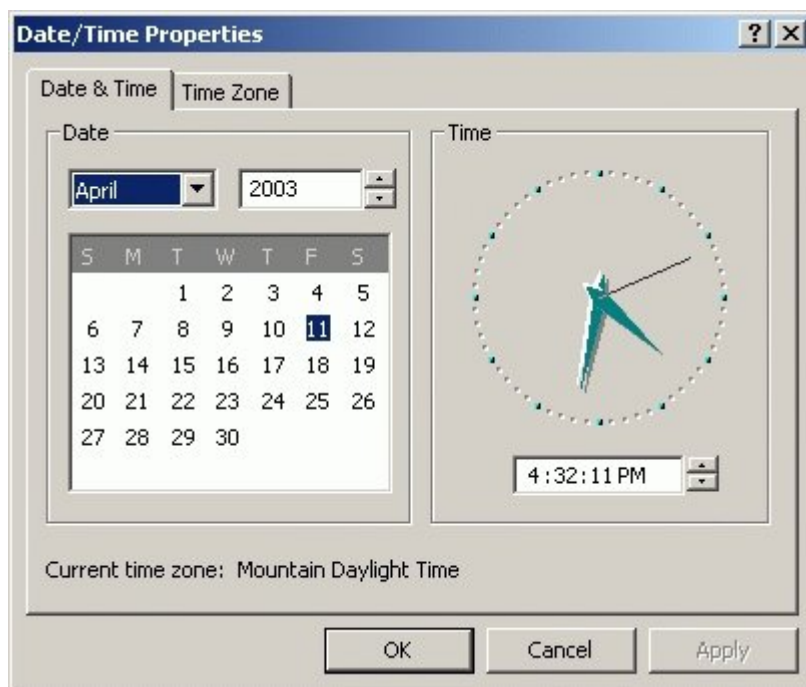 Date/Time Properties
Date & Time Time Zone
Date
April 2003
S M T W T F S
1 2 3 4 5
6 7 8 9 10 11 12
13 14 15 16 17 18 19
20 21 22 23 24 25 26
27 28 29 30
Time
4:32:11 PM
Current time zone: Mountain Daylight Time
OK Cancel Apply